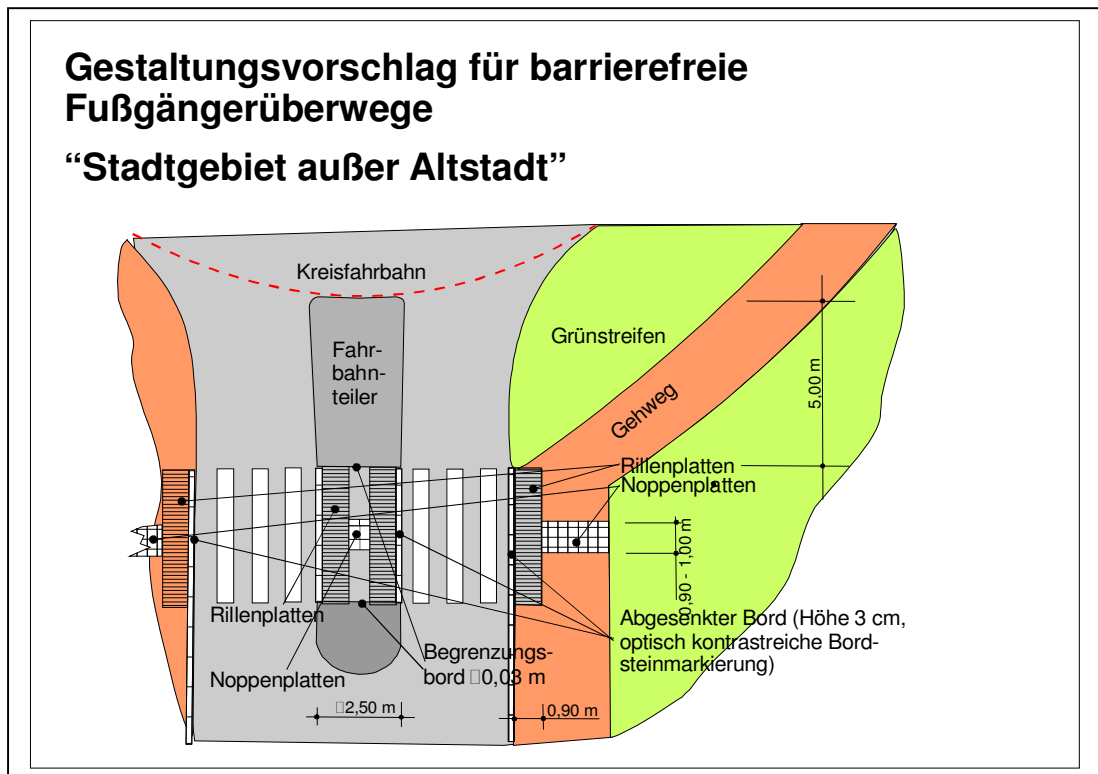 Gestaltungsvorschlag für barrierefreie
Fußgängerüberwege
“Stadtgebiet außer Altstadt”
Kreisfahrbahn
Fahr-
bahn-
teiler
Grünstreifen
Gehweg
5,00 m
Rillenplatten
Noppenplatten
0,90 - 1,00 m
Rillenplatten
Noppenplatten
Begrenzungs-
bord □0,03 m
Abgesenkter Bord (Höhe 3 cm,
optisch kontrastreiche Bord-
steinmarkierung)
□2,50 m
0,90 m